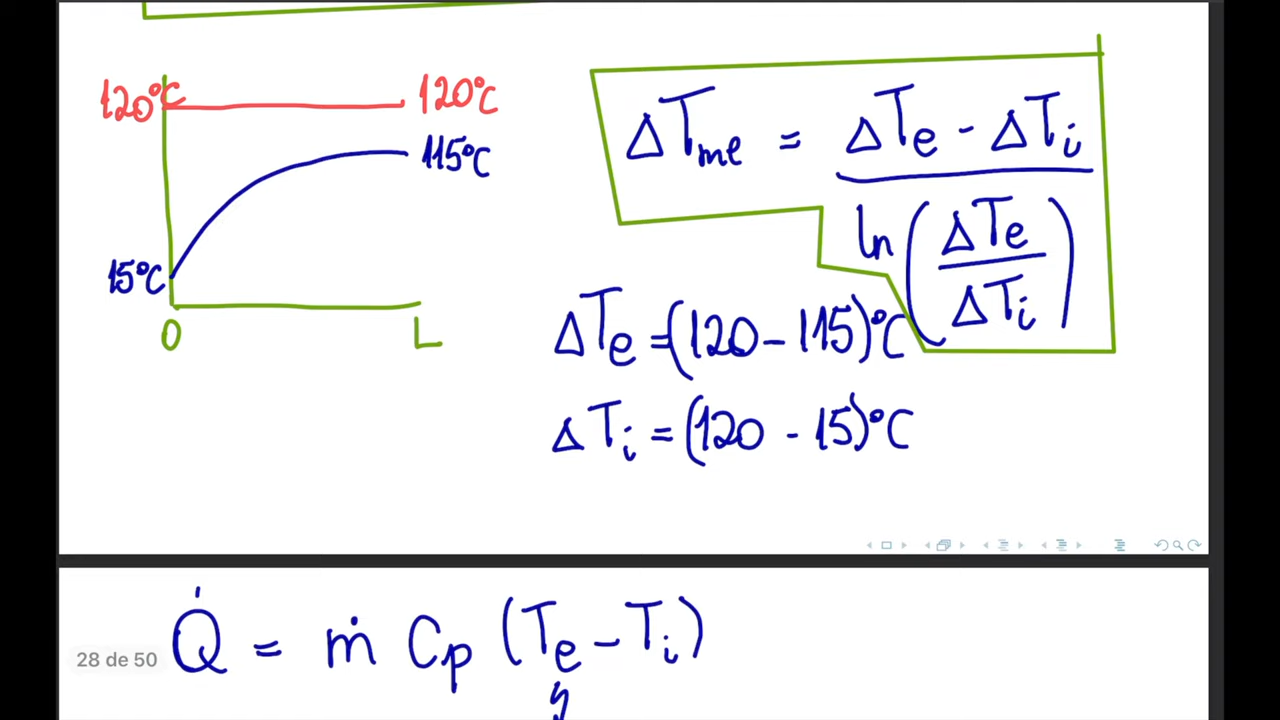 120°C 120°C
115°C
15°C
0 L
ΔTme = ΔTe - ΔTi
ln(ΔTe/ΔTi)
ΔTe = (120 - 115)°C
ΔTi = (120 - 15)°C
Q̇ = ṁ Cp (Te - Ti)
28 de 50